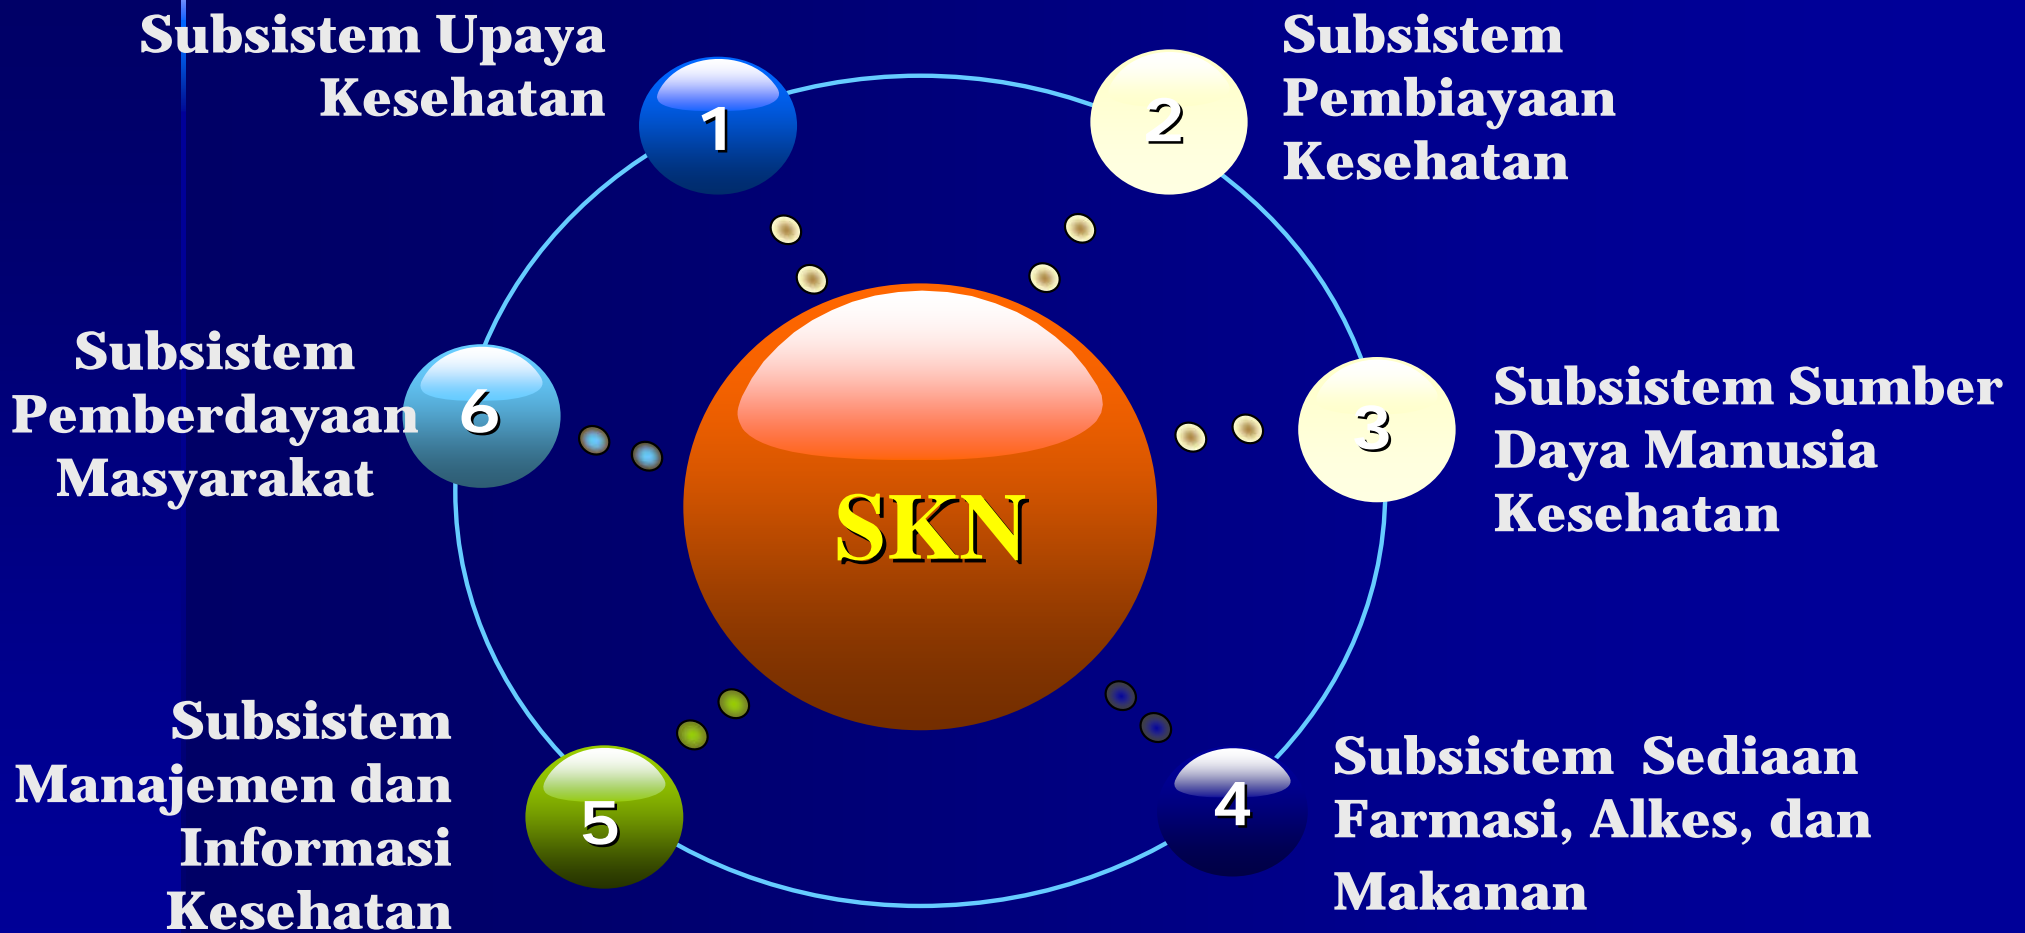 Subsistem Upaya
Kesehatan
1
2
Subsistem
Pembiayaan
Kesehatan
Subsistem
Pemberdayaan
Masyarakat
6
3
Subsistem Sumber
Daya Manusia
Kesehatan
SKN
Subsistem
Manajemen dan
Informasi
Kesehatan
5
4
Subsistem Sediaan
Farmasi, Alkes, dan
Makanan